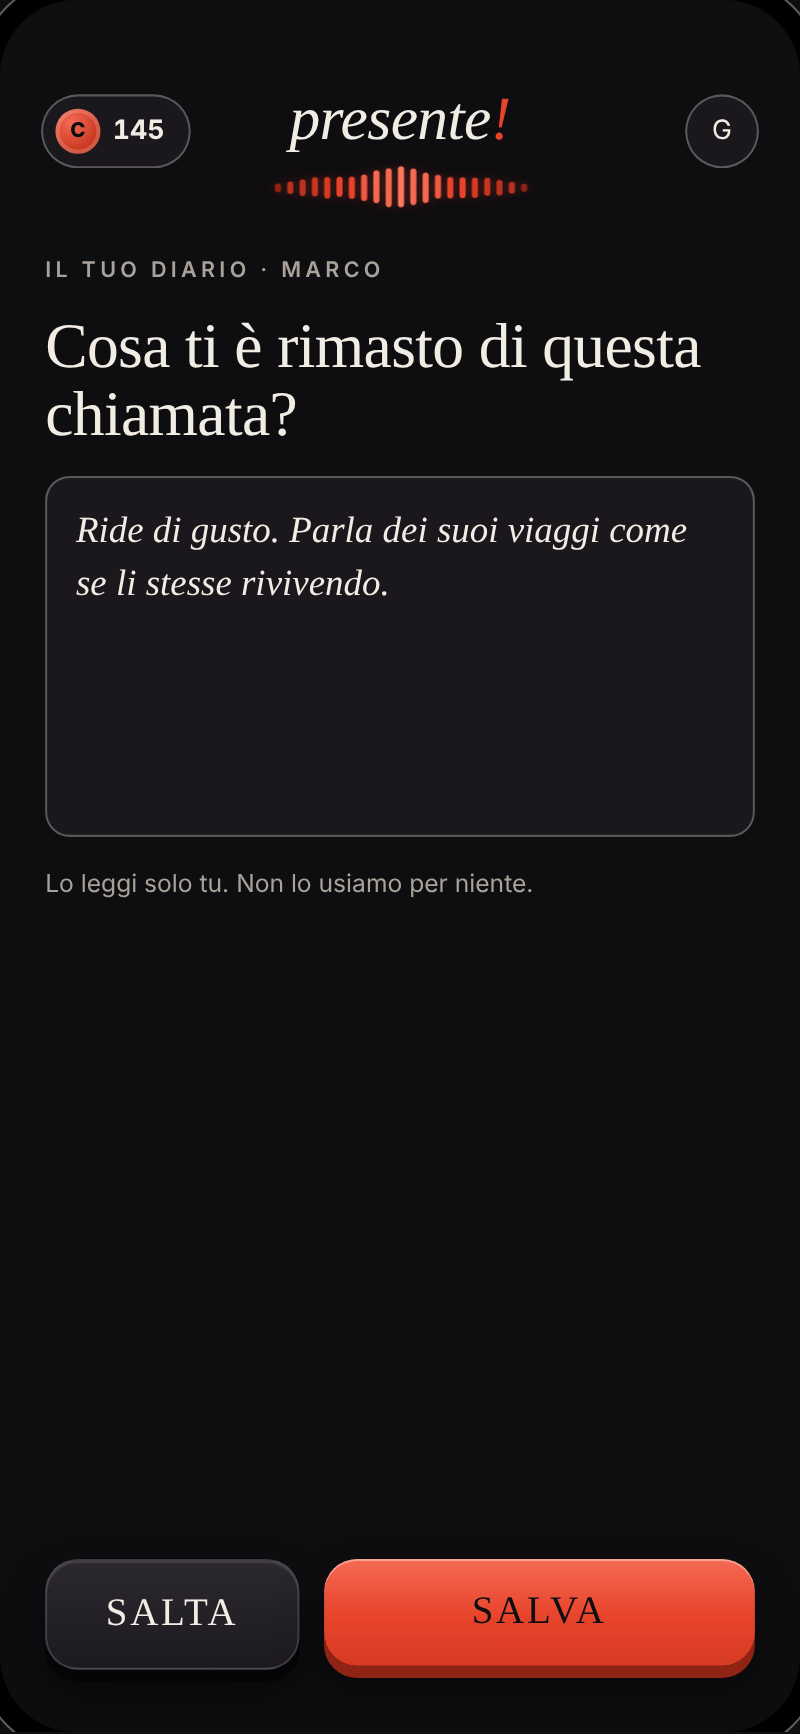 C 145
presente!
G
IL TUO DIARIO · MARCO
Cosa ti è rimasto di questa
chiamata?
Ride di gusto. Parla dei suoi viaggi come
se li stesse rivivendo.
Lo leggi solo tu. Non lo usiamo per niente.
SALTA
SALVA